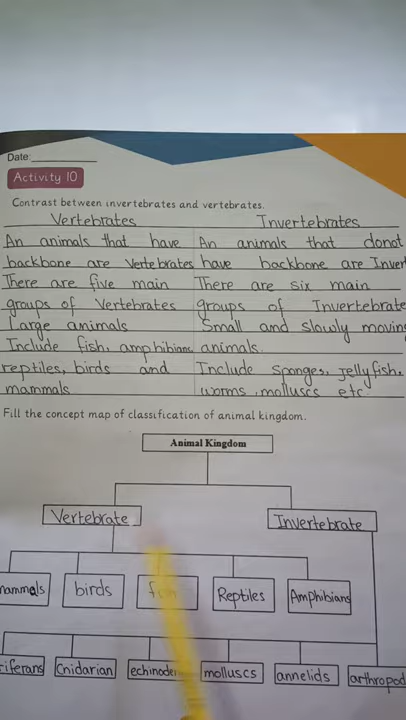 Date:
Activity 10
Contrast between invertebrates and vertebrates.
Vertebrates Invertebrates
An animals that have An animals that donot
backbone are Vertebrates have backbone are Inver
There are five main There are six main
groups of Vertebrates groups of Invertebrate
Large animals Small and slowly moving
Include fish, amphibians animals.
reptiles, birds and Include sponges, jellyfish,
mammals worms, molluscs etc.
Fill the concept map of classification of animal kingdom.
Animal Kingdom
Vertebrate Invertebrate
mammals birds Reptiles Amphibians
riferans Cnidarian echinoder molluscs annelids arthropod